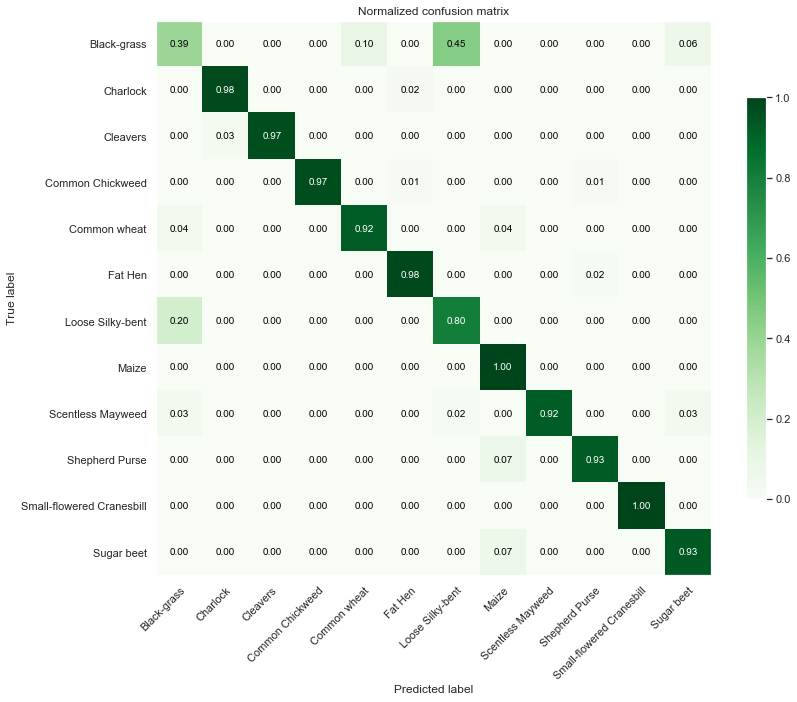 Normalized confusion matrix
Black-grass 0.39 0.00 0.00 0.00 0.10 0.00 0.45 0.00 0.00 0.00 0.00 0.06
Charlock 0.00 0.98 0.00 0.00 0.00 0.02 0.00 0.00 0.00 0.00 0.00 0.00
1.0
Cleavers 0.00 0.03 0.97 0.00 0.00 0.00 0.00 0.00 0.00 0.00 0.00 0.00
Common Chickweed 0.00 0.00 0.00 0.97 0.00 0.01 0.00 0.00 0.00 0.01 0.00 0.00
0.8
Common wheat 0.04 0.00 0.00 0.00 0.92 0.00 0.00 0.04 0.00 0.00 0.00 0.00
0.6
Fat Hen 0.00 0.00 0.00 0.00 0.00 0.98 0.00 0.00 0.00 0.02 0.00 0.00
True label
Loose Silky-bent 0.20 0.00 0.00 0.00 0.00 0.00 0.80 0.00 0.00 0.00 0.00 0.00
0.4
Maize 0.00 0.00 0.00 0.00 0.00 0.00 0.00 1.00 0.00 0.00 0.00 0.00
Scentless Mayweed 0.03 0.00 0.00 0.00 0.00 0.00 0.02 0.00 0.92 0.00 0.00 0.03
0.2
Shepherd Purse 0.00 0.00 0.00 0.00 0.00 0.00 0.00 0.07 0.00 0.93 0.00 0.00
0.0
Small-flowered Cranesbill 0.00 0.00 0.00 0.00 0.00 0.00 0.00 0.00 0.00 0.00 1.00 0.00
Sugar beet 0.00 0.00 0.00 0.00 0.00 0.00 0.00 0.07 0.00 0.00 0.00 0.93
Black-grass
Charlock
Cleavers
Common Chickweed
Common wheat
Fat Hen
Loose Silky-bent
Maize
Scentless Mayweed
Shepherd Purse
Small-flowered Cranesbill
Sugar beet
Predicted label